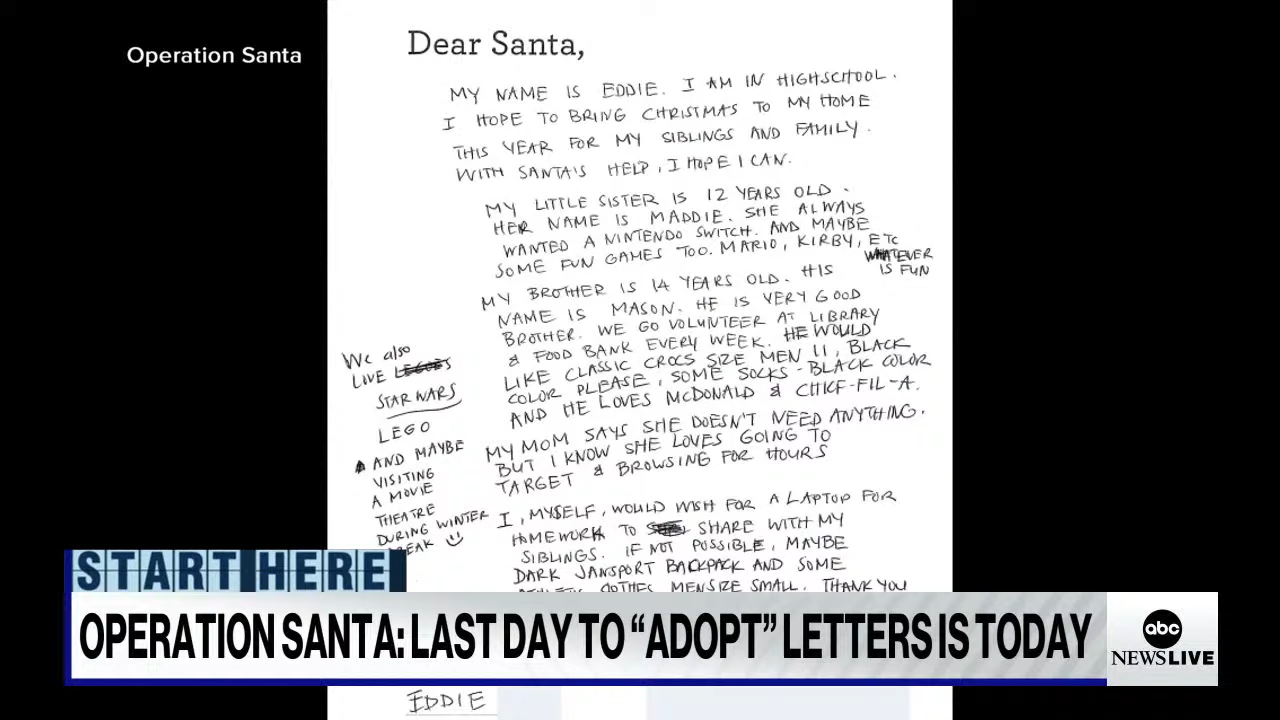 Operation Santa
Dear Santa,
MY NAME IS EDDIE. I AM IN HIGHSCHOOL.
I HOPE TO BRING CHRISTMAS TO MY HOME
THIS YEAR FOR MY SIBLINGS AND FAMILY.
WITH SANTA'S HELP, I HOPE I CAN.
MY LITTLE SISTER IS 12 YEARS OLD.
HER NAME IS MADDIE. SHE ALWAYS
WANTED A NINTENDO SWITCH. AND MAYBE
SOME FUN GAMES TOO. MARIO, KIRBY, ETC
WHATEVER
IS FUN
MY BROTHER IS 14 YEARS OLD. HIS
NAME IS MASON. HE IS VERY GOOD
BROTHER. WE GO VOLUNTEER AT LIBRARY
& FOOD BANK EVERY WEEK. HE WOULD
LIKE CLASSIC CROCS SIZE MEN 11, BLACK
COLOR PLEASE, SOME SOCKS - BLACK COLOR
AND HE LOVES MCDONALD & CHICK-FIL-A.
MY MOM SAYS SHE DOESN'T NEED ANYTHING.
BUT I KNOW SHE LOVES GOING TO
TARGET & BROWSING FOR HOURS
I, MYSELF, WOULD WISH FOR A LAPTOP FOR
HOMEWORK TO SHARE WITH MY
SIBLINGS. IF NOT POSSIBLE, MAYBE
DARK JANSPORT BACKPACK AND SOME
CLOTHES MENSIZE SMALL. THANK YOU
We also
LIVE LEGOES
STAR WARS
LEGO
AND MAYBE
VISITING
A MOVIE
THEATRE
DURING WINTER
EDDIE
START HERE
OPERATION SANTA: LAST DAY TO “ADOPT” LETTERS IS TODAY
abc
NEWS LIVE